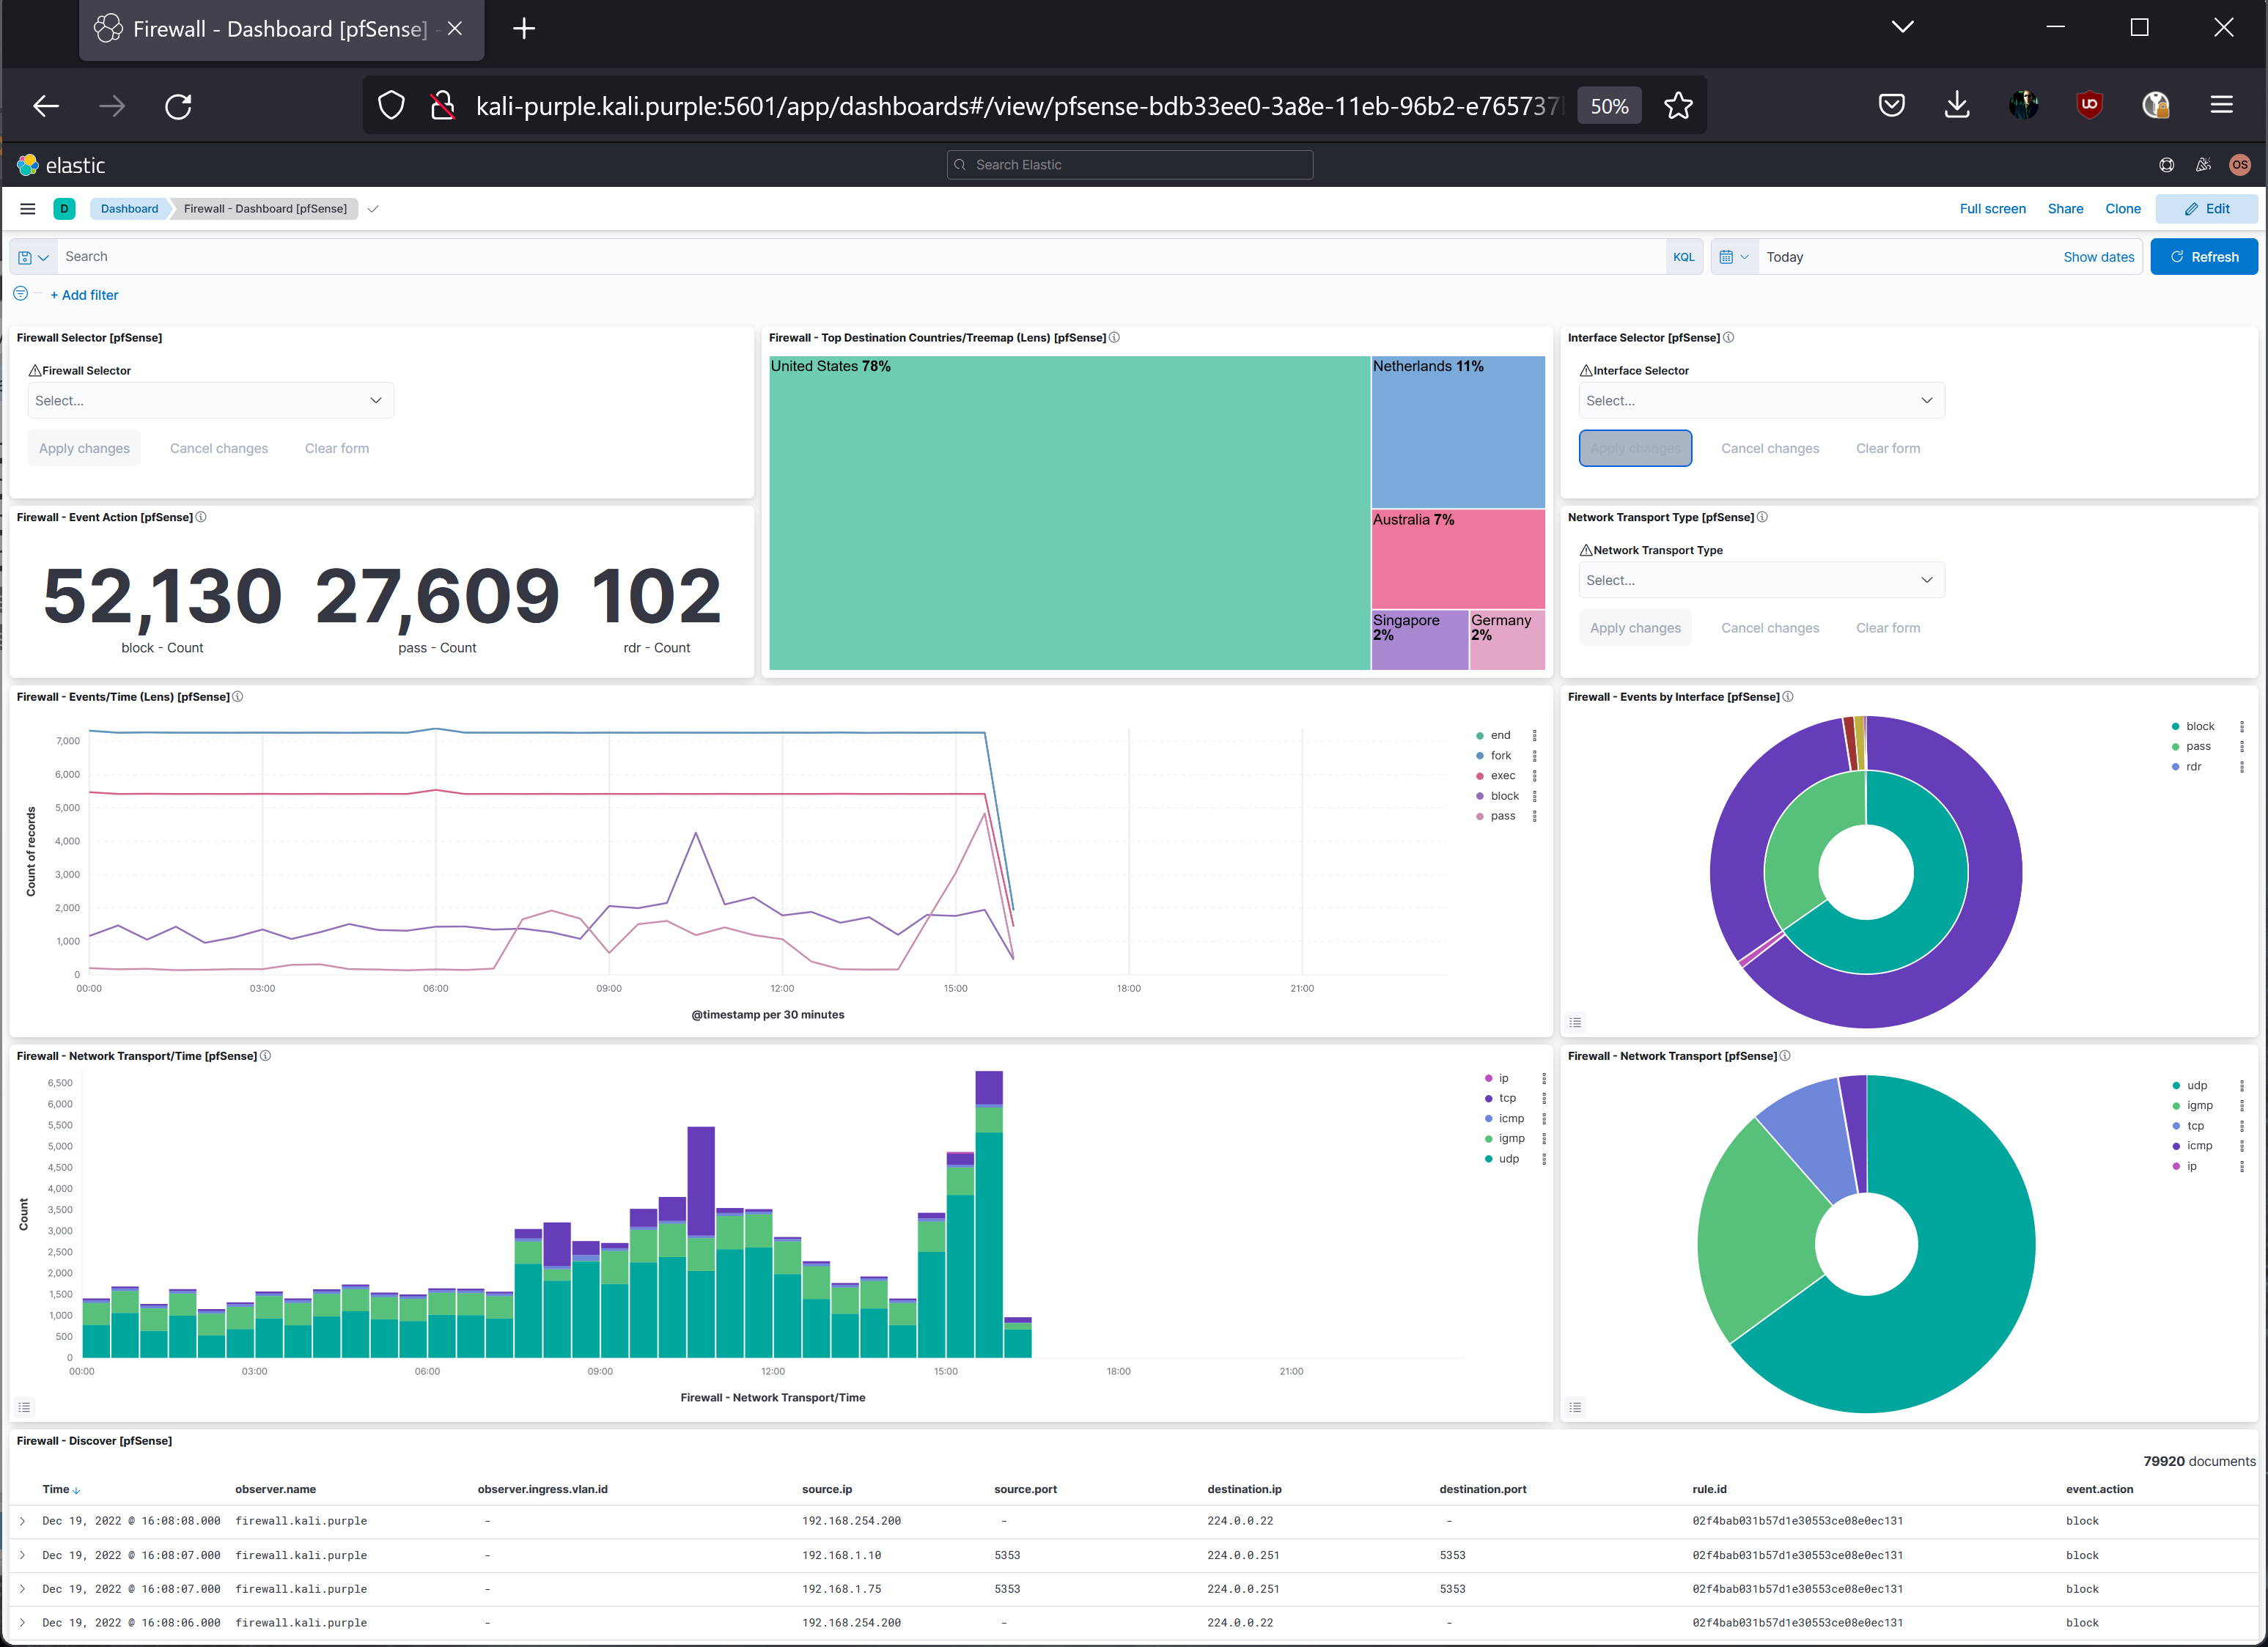 Firewall - Dashboard [pfSense] -
kali-purple.kali.purple:5601/app/dashboards#/view/pfsense-bdb33ee0-3a8e-11eb-96b2-e765737
50%
elastic
Search Elastic
OS
D Dashboard Firewall - Dashboard [pfSense]
Full screen Share Clone Edit
Search KQL Today Show dates Refresh
+ Add filter
Firewall Selector [pfSense]
Firewall Selector
Select...
Apply changes Cancel changes Clear form
Firewall - Top Destination Countries/Treemap (Lens) [pfSense]
United States 78%
Netherlands 11%
Australia 7%
Singapore 2%
Germany 2%
Interface Selector [pfSense]
Interface Selector
Select...
Apply changes Cancel changes Clear form
Firewall - Event Action [pfSense]
52,130 27,609 102
block - Count pass - Count rdr - Count
Network Transport Type [pfSense]
Network Transport Type
Select...
Apply changes Cancel changes Clear form
Firewall - Events/Time (Lens) [pfSense]
Count of records
7,000
6,000
5,000
4,000
3,000
2,000
1,000
0
00:00 03:00 06:00 09:00 12:00 15:00 18:00 21:00
@timestamp per 30 minutes
end
fork
exec
block
pass
Firewall - Events by Interface [pfSense]
block
pass
rdr
Firewall - Network Transport/Time [pfSense]
Count
6,500
6,000
5,500
5,000
4,500
4,000
3,500
3,000
2,500
2,000
1,500
1,000
500
0
00:00 03:00 06:00 09:00 12:00 15:00 18:00 21:00
Firewall - Network Transport/Time
ip
tcp
icmp
igmp
udp
Firewall - Network Transport [pfSense]
udp
igmp
tcp
icmp
ip
Firewall - Discover [pfSense]
79920 documents
Time observer.name observer.ingress.vlan.id source.ip source.port destination.ip destination.port rule.id event.action
Dec 19, 2022 @ 16:08:08.000 firewall.kali.purple - 192.168.254.200 - 224.0.0.22 - 02f4bab031b57d1e30553ce08e0ec131 block
Dec 19, 2022 @ 16:08:07.000 firewall.kali.purple - 192.168.1.10 5353 224.0.0.251 5353 02f4bab031b57d1e30553ce08e0ec131 block
Dec 19, 2022 @ 16:08:07.000 firewall.kali.purple - 192.168.1.75 5353 224.0.0.251 5353 02f4bab031b57d1e30553ce08e0ec131 block
Dec 19, 2022 @ 16:08:06.000 firewall.kali.purple - 192.168.254.200 - 224.0.0.22 - 02f4bab031b57d1e30553ce08e0ec131 block